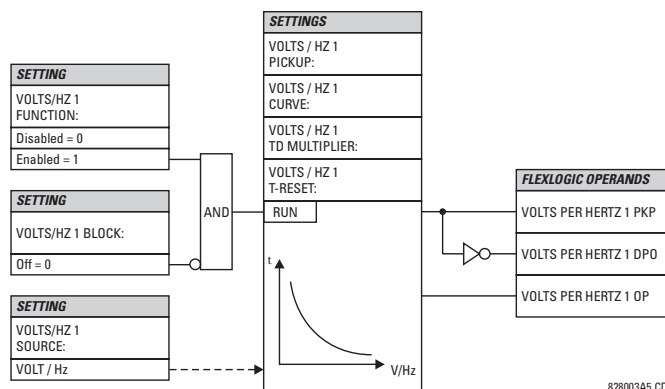 SETTING
VOLTS/HZ 1
FUNCTION:
Disabled = 0
Enabled = 1
SETTING
VOLTS/HZ 1 BLOCK:
Off = 0
SETTING
VOLTS/HZ 1
SOURCE:
VOLT / Hz
AND
SETTINGS
VOLTS / HZ 1
PICKUP:
VOLTS / HZ 1
CURVE:
VOLTS / HZ 1
TD MULTIPLIER:
VOLTS / HZ 1
T-RESET:
RUN
t
V/Hz
FLEXLOGIC OPERANDS
VOLTS PER HERTZ 1 PKP
VOLTS PER HERTZ 1 DPO
VOLTS PER HERTZ 1 OP
828003A5.CD